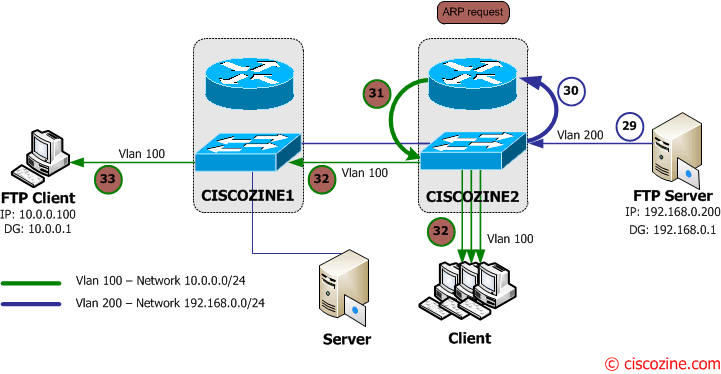 ARP request
31
30
29
Vlan 200
Vlan 100
33
32
Vlan 100
CISCOZINE1
CISCOZINE2
FTP Client
IP: 10.0.0.100
DG: 10.0.0.1
FTP Server
IP: 192.168.0.200
DG: 192.168.0.1
32
Vlan 100
Vlan 100 – Network 10.0.0.0/24
Vlan 200 – Network 192.168.0.0/24
Server
Client
© ciscozine.com